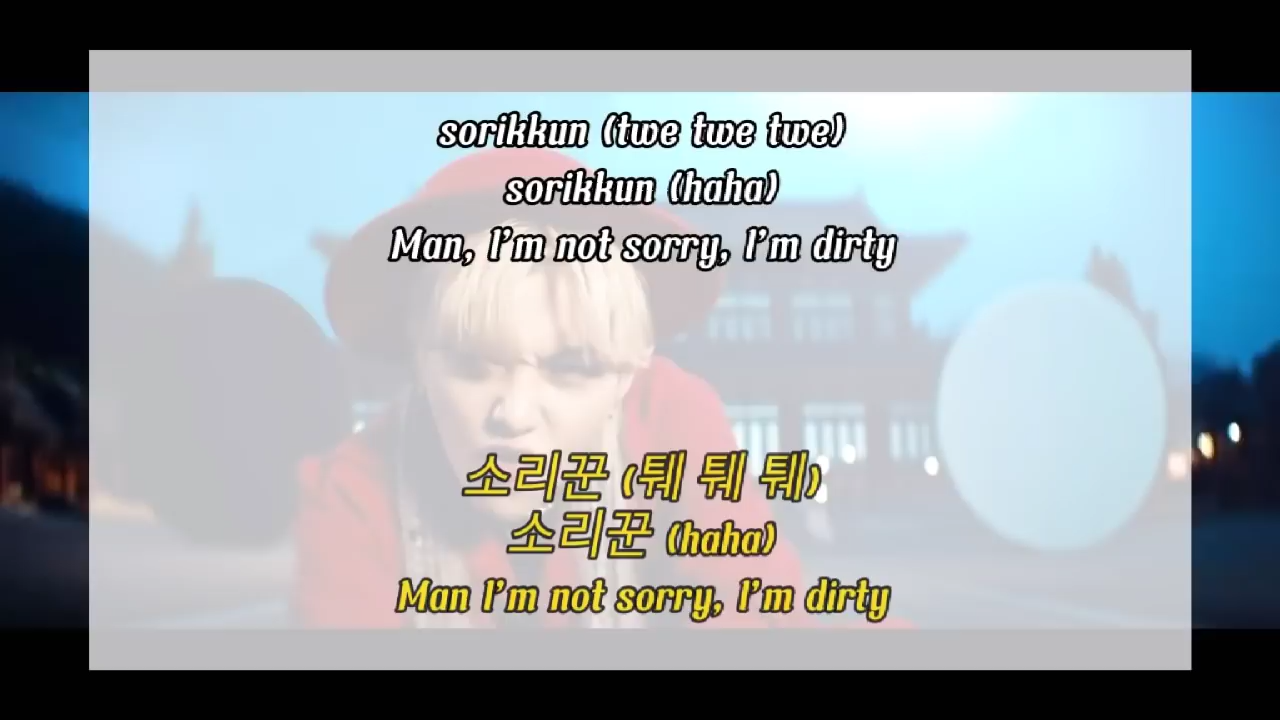 sorikkun (twe twe twe)
sorikkun (haha)
Man, I'm not sorry, I'm dirty
소리꾼 (퉤 퉤 퉤)
소리꾼 (haha)
Man I'm not sorry, I'm dirty